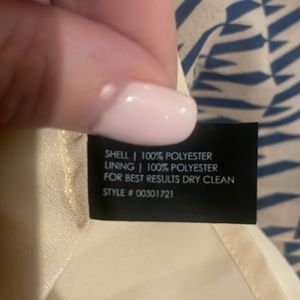 SHELL | 100% POLYESTER
LINING | 100% POLYESTER
FOR BEST RESULTS DRY CLEAN
STYLE # 00301721